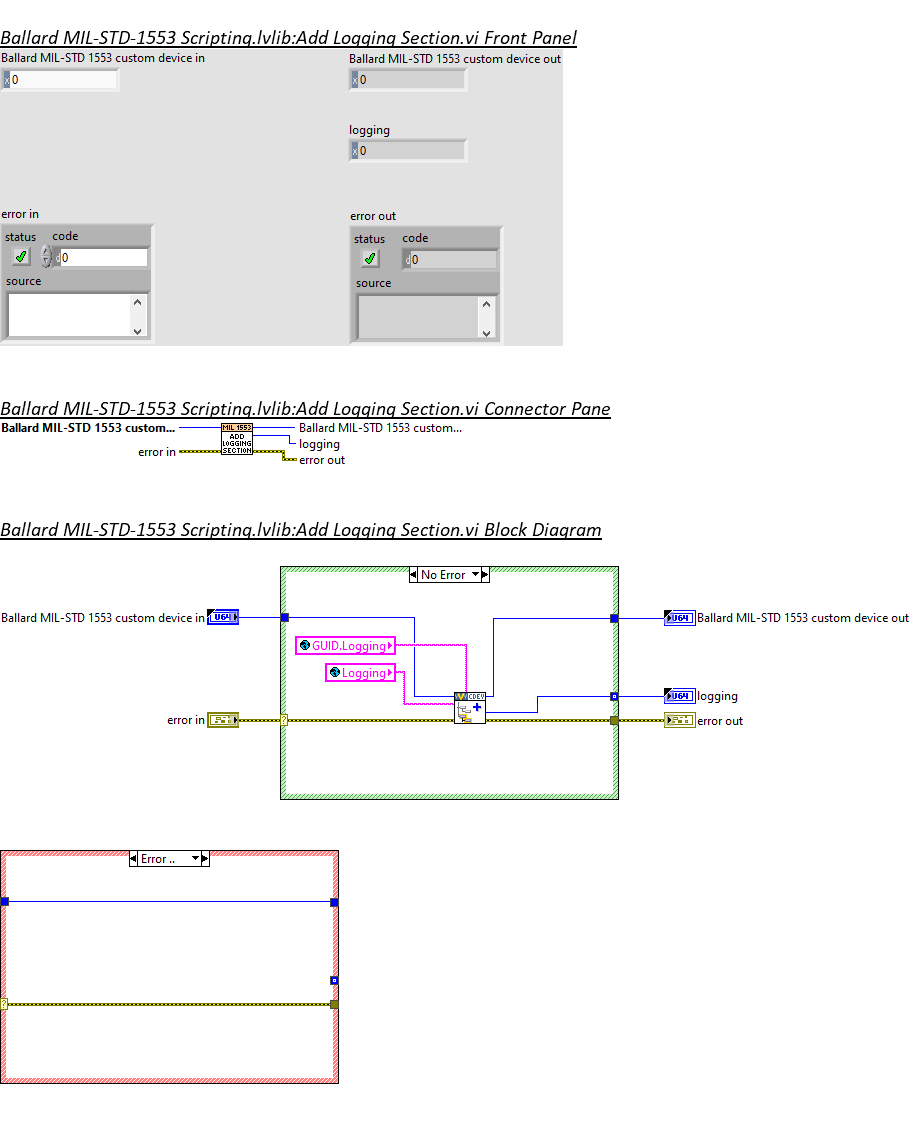 Ballard MIL-STD-1553 Scripting.lvlib:Add Logging Section.vi Front Panel
Ballard MIL-STD 1553 custom device in
Ballard MIL-STD 1553 custom device out
x 0
x 0
logging
x 0
error in
error out
status code
status code
d 0
d 0
source
source
Ballard MIL-STD-1553 Scripting.lvlib:Add Logging Section.vi Connector Pane
Ballard MIL-STD 1553 custom...
MIL 1553
ADD
LOGGING
SECTION
Ballard MIL-STD 1553 custom...
logging
error in
error out
Ballard MIL-STD-1553 Scripting.lvlib:Add Logging Section.vi Block Diagram
No Error
Ballard MIL-STD 1553 custom device in
U64
U64
Ballard MIL-STD 1553 custom device out
GUID.Logging
Logging
CDEV
U64
logging
error in
?
error out
Error ..
?